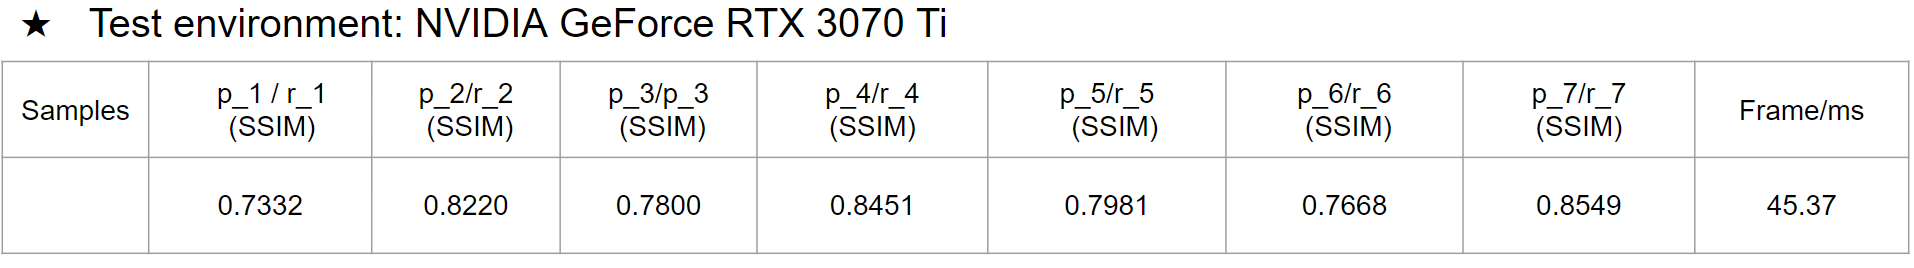 ★ Test environment: NVIDIA GeForce RTX 3070 Ti
Samples
p_1 / r_1
(SSIM)
p_2/r_2
(SSIM)
p_3/p_3
(SSIM)
p_4/r_4
(SSIM)
p_5/r_5
(SSIM)
p_6/r_6
(SSIM)
p_7/r_7
(SSIM)
Frame/ms
0.7332
0.8220
0.7800
0.8451
0.7981
0.7668
0.8549
45.37